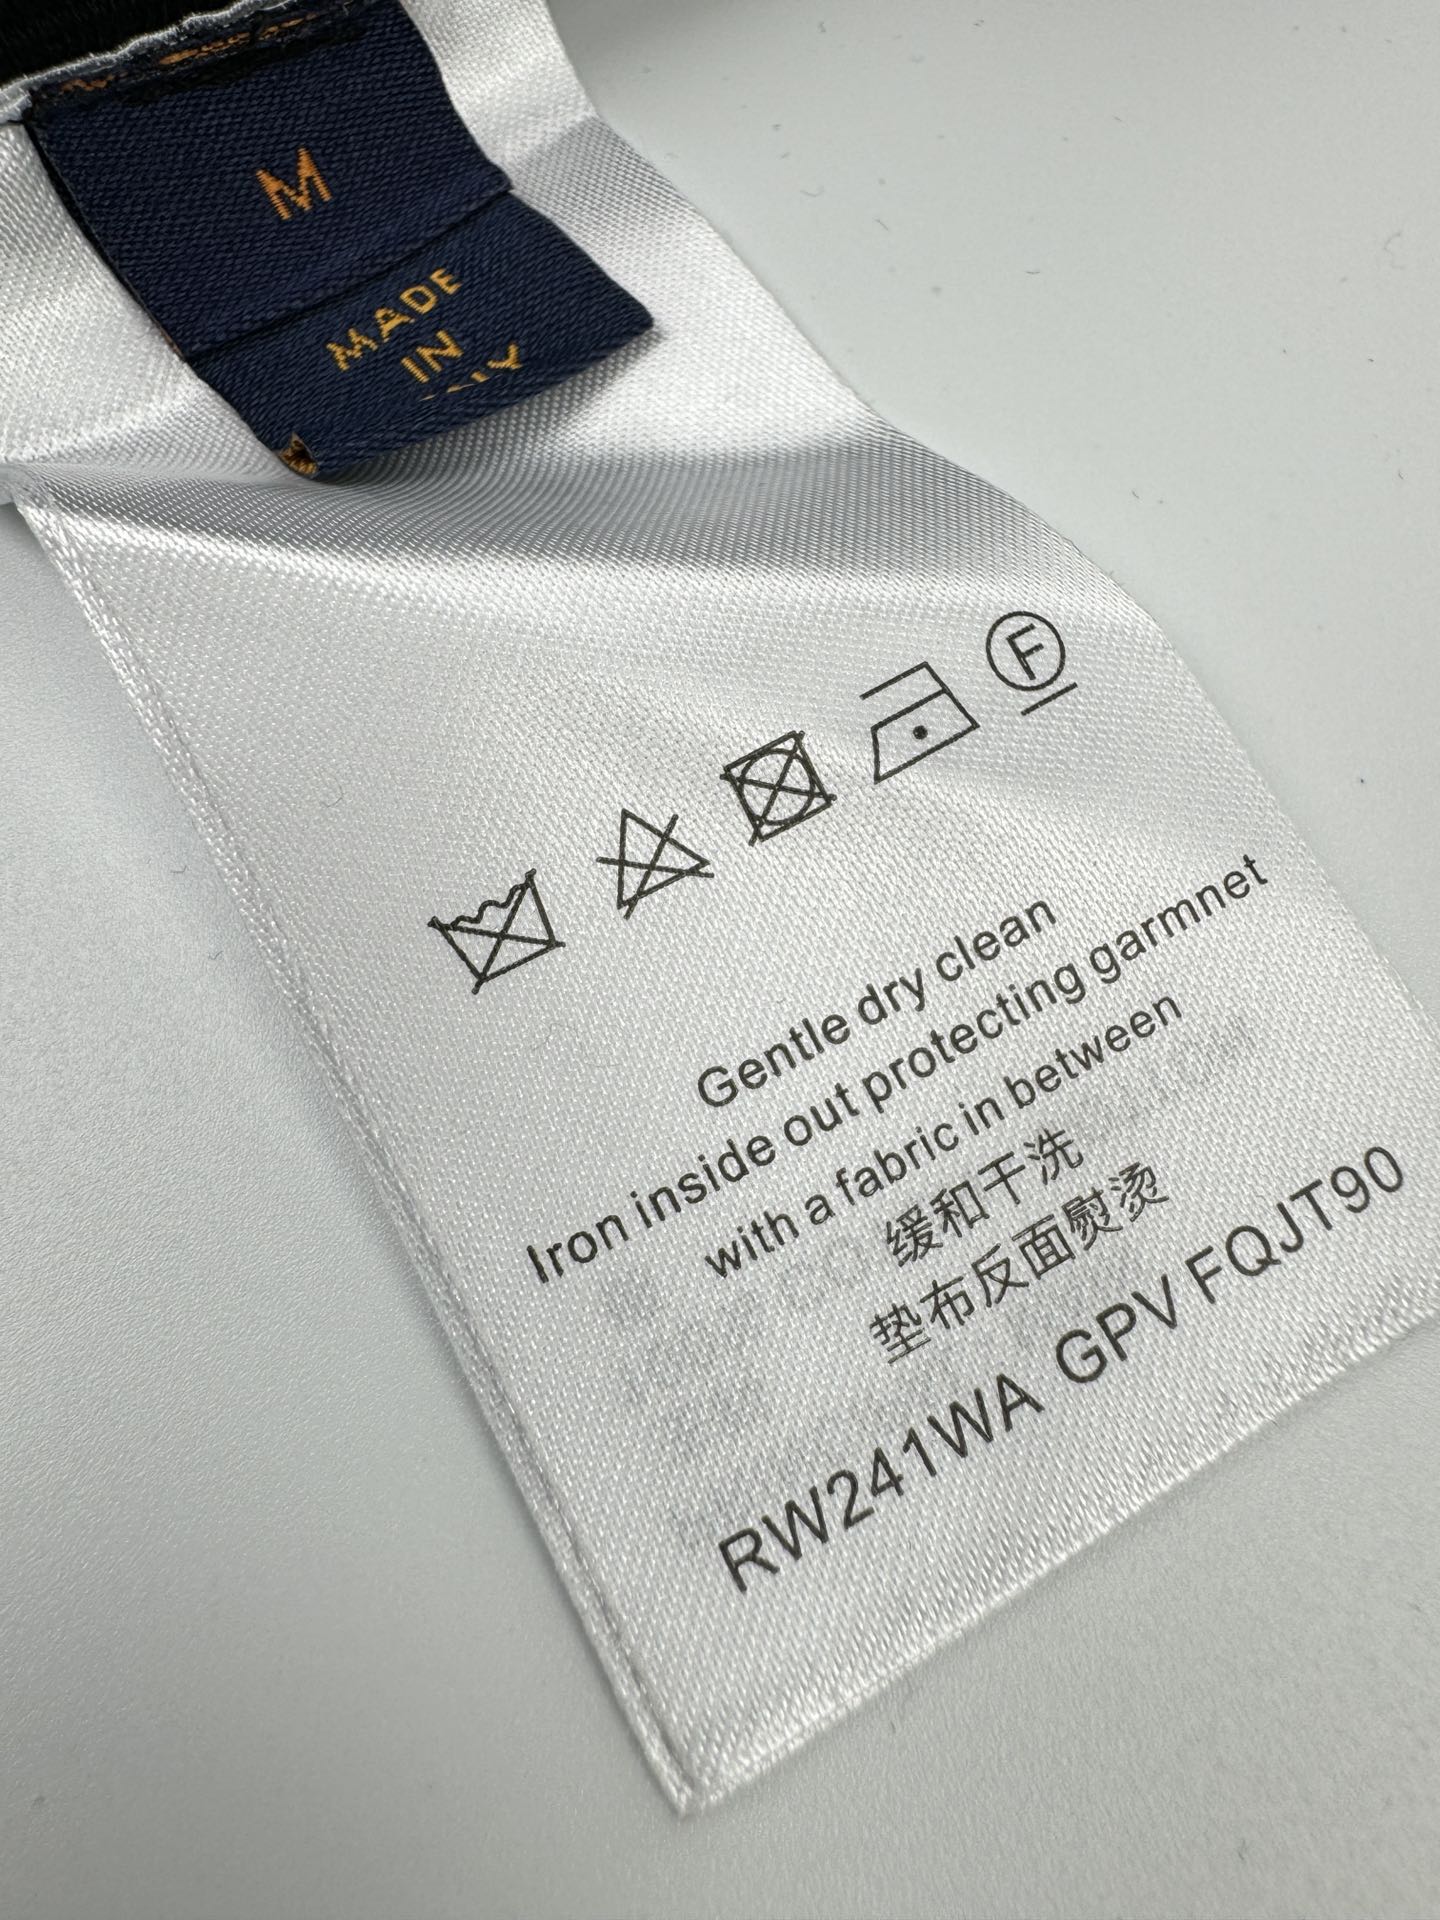 M
MADE
IN
F
Gentle dry clean
Iron inside out protecting garmnet
with a fabric in between
缓和干洗
垫布反面熨烫
RW241WA GPV FQJT90